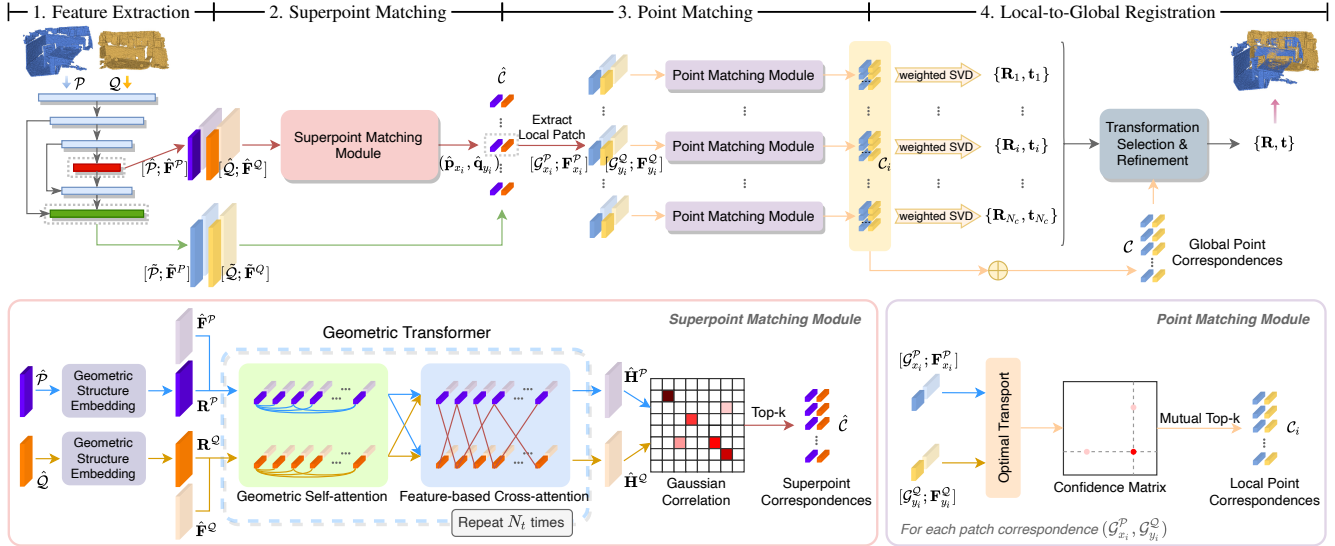 1. Feature Extraction
2. Superpoint Matching
3. Point Matching
4. Local-to-Global Registration
𝒫
𝒬
[𝒫̂; F̂^𝒫]
[𝒬̂; F̂^𝒬]
Superpoint Matching
Module
Ĉ
(p̂_{x_i}, q̂_{y_i})
Extract
Local Patch
[𝒢^𝒫_{x_i}; F^𝒫_{x_i}]
[𝒢^𝒬_{y_i}; F^𝒬_{y_i}]
[𝒫̃; F̃^P]
[𝒬̃; F̃^Q]
Point Matching Module
Point Matching Module
Point Matching Module
𝒞_i
weighted SVD
weighted SVD
weighted SVD
{R_1, t_1}
{R_i, t_i}
{R_{N_c}, t_{N_c}}
Transformation
Selection &
Refinement
{R, t}
𝒞
Global Point
Correspondences
Superpoint Matching Module
Geometric Transformer
F̂^𝒫
𝒫̂
Geometric
Structure
Embedding
R^𝒫
R^𝒬
𝒬̂
Geometric
Structure
Embedding
F̂^𝒬
Geometric Self-attention
Feature-based Cross-attention
Repeat N_t times
Ĥ^𝒫
Ĥ^𝒬
Gaussian
Correlation
Top-k
Ĉ
Superpoint
Correspondences
Point Matching Module
[𝒢^𝒫_{x_i}; F^𝒫_{x_i}]
[𝒢^𝒬_{y_i}; F^𝒬_{y_i}]
Optimal Transport
Confidence Matrix
Mutual Top-k
𝒞_i
Local Point
Correspondences
For each patch correspondence (𝒢^𝒫_{x_i}, 𝒢^𝒬_{y_i})